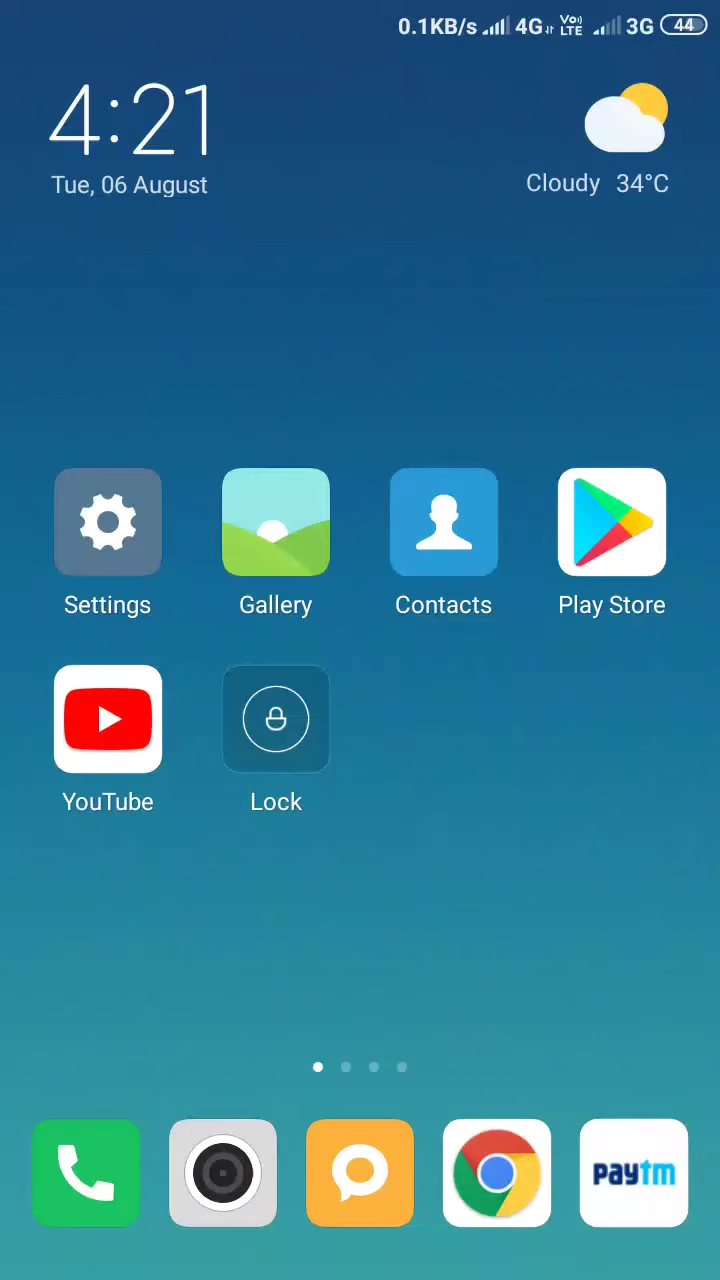 0.1KB/s 4G Vo) LTE 3G 44
4:21
Tue, 06 August
Cloudy 34°C
Settings Gallery Contacts Play Store
YouTube Lock
paytm